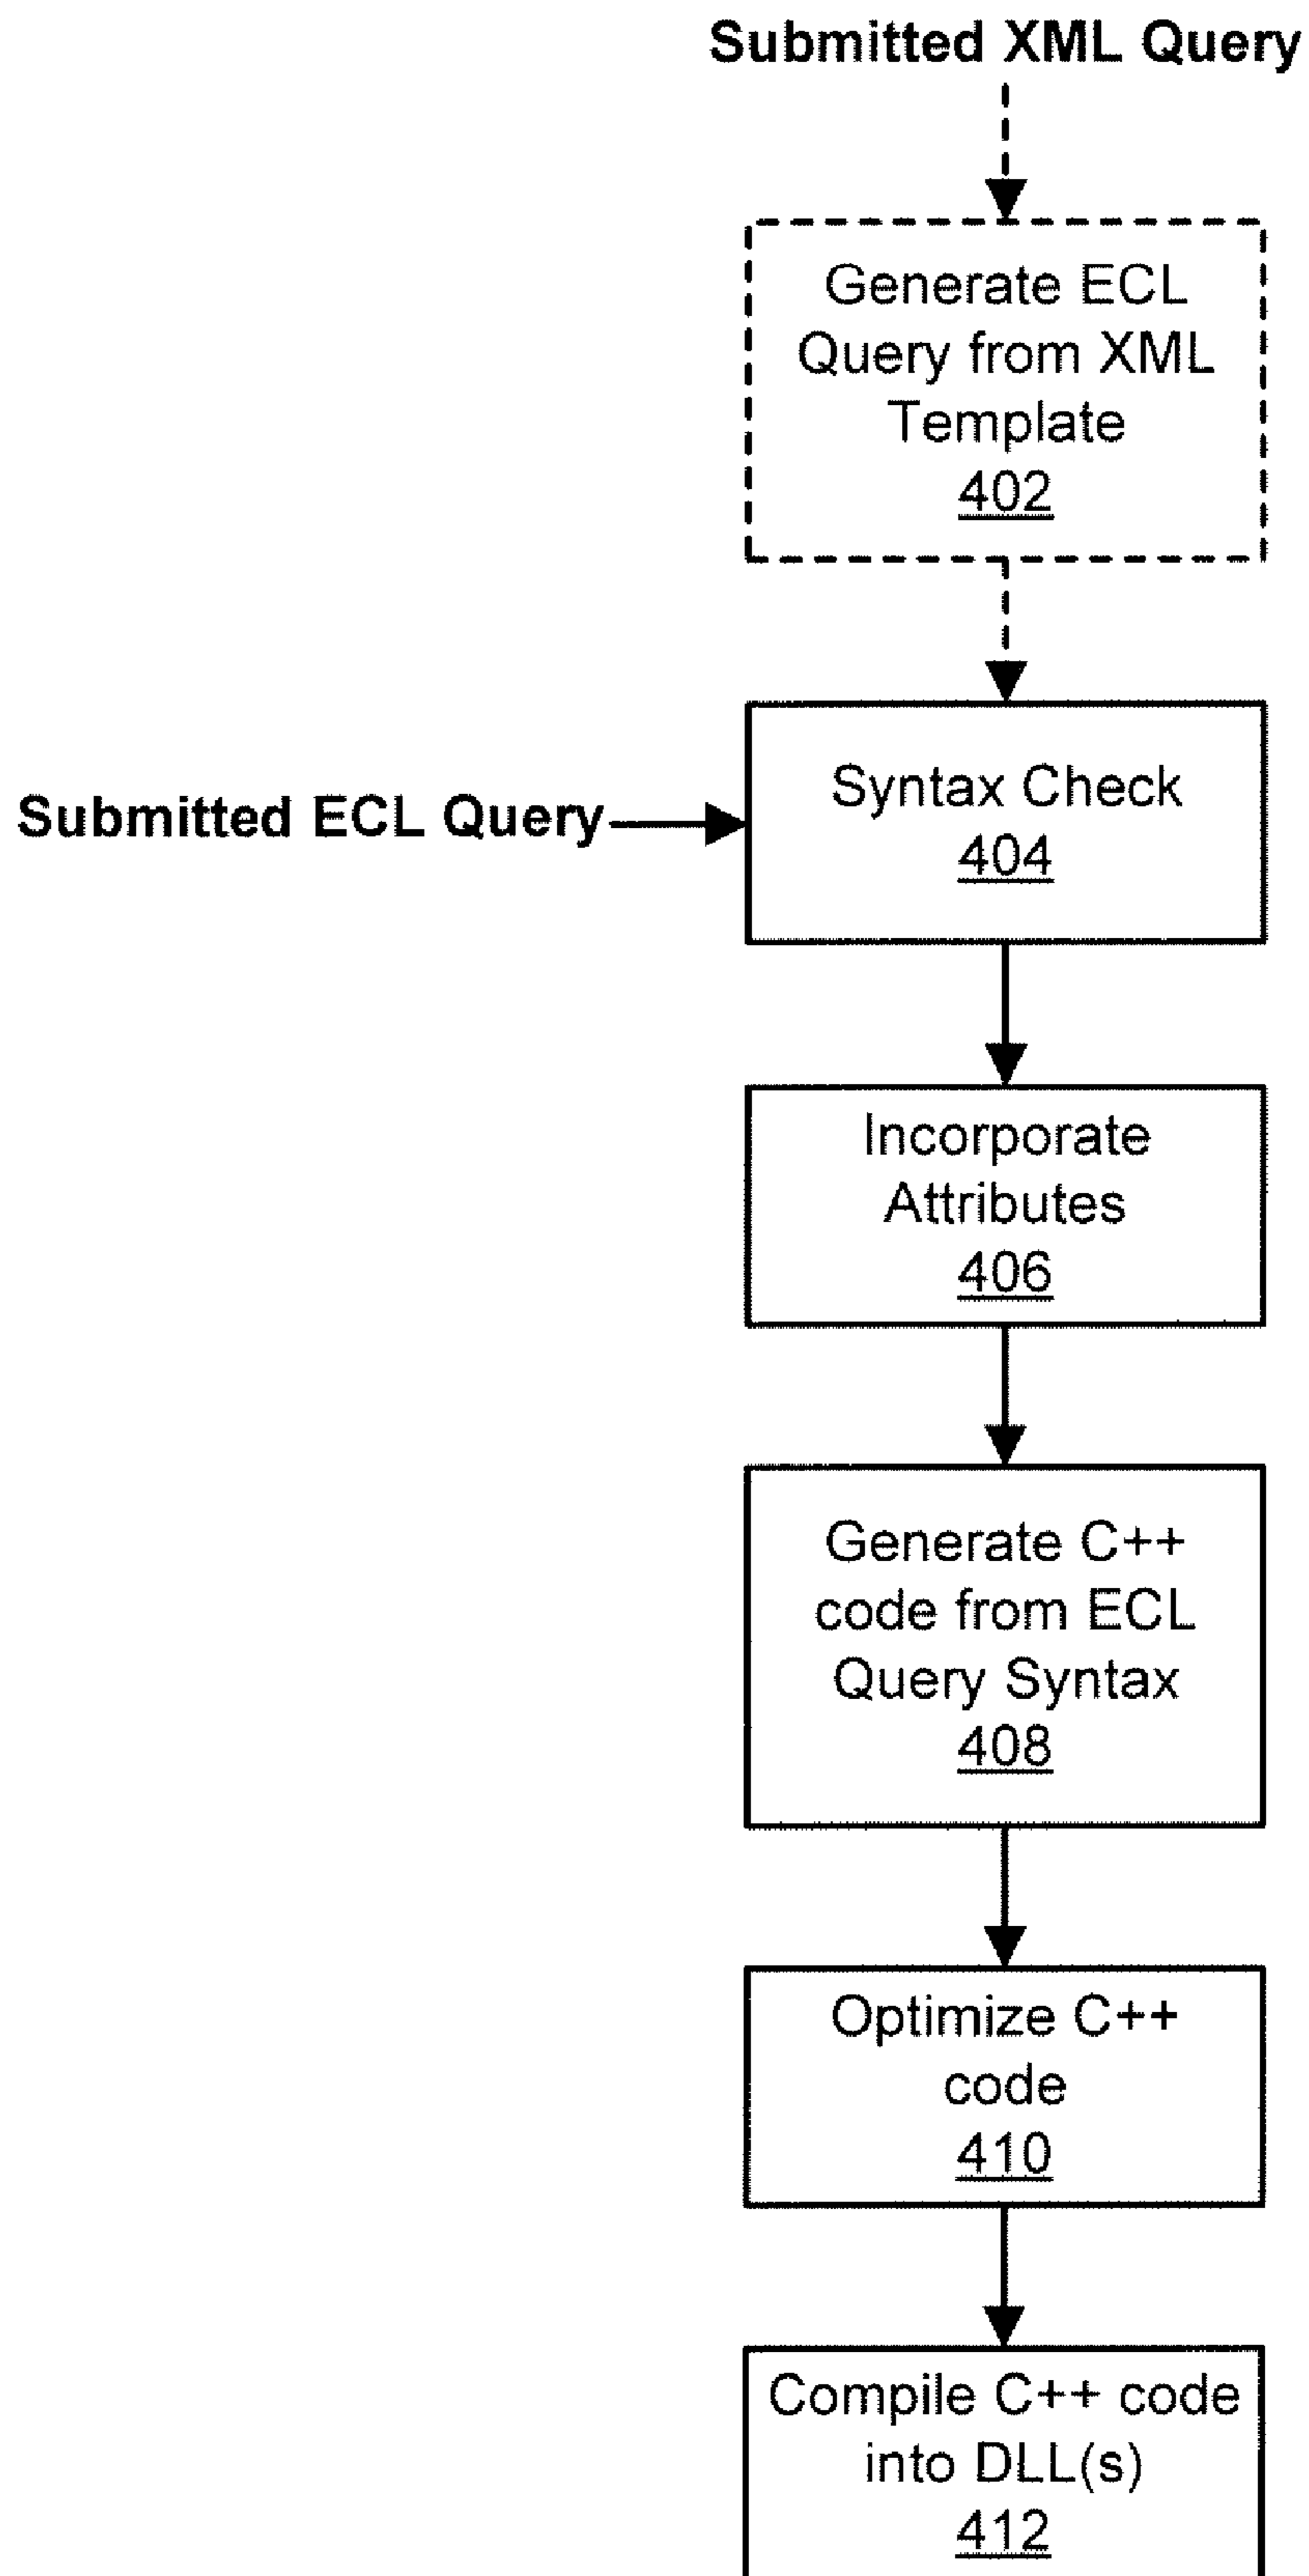 Submitted XML Query
Generate ECL
Query from XML
Template
402
Submitted ECL Query
Syntax Check
404
Incorporate
Attributes
406
Generate C++
code from ECL
Query Syntax
408
Optimize C++
code
410
Compile C++ code
into DLL(s)
412